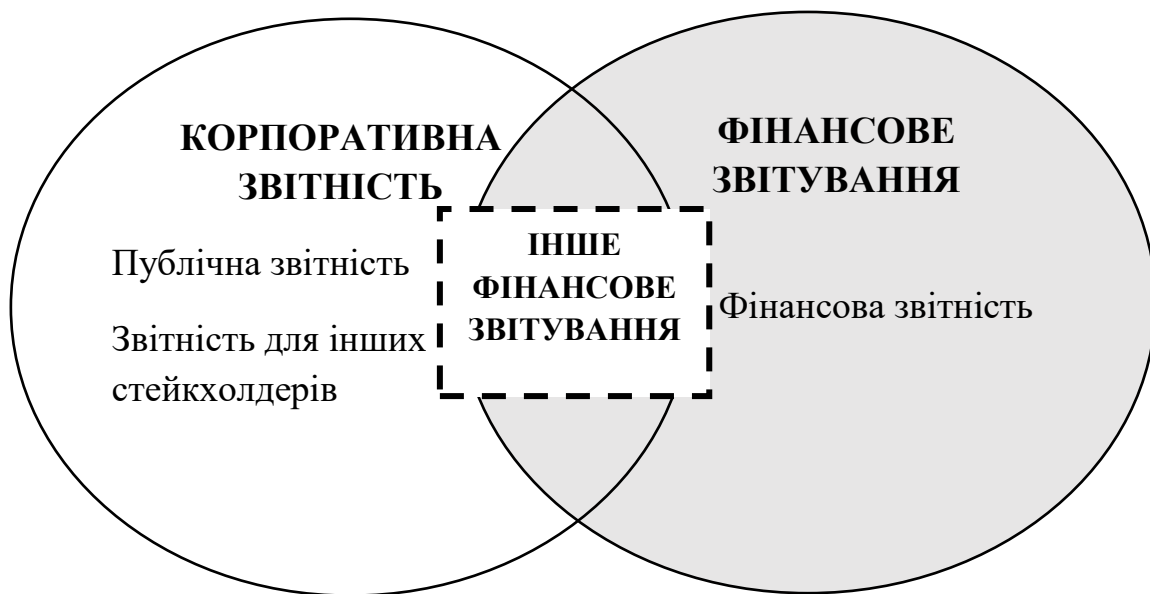 КОРПОРАТИВНА
ЗВІТНІСТЬ
Публічна звітність
Звітність для інших
стейкхолдерів
ІНШЕ
ФІНАНСОВЕ
ЗВІТУВАННЯ
ФІНАНСОВЕ
ЗВІТУВАННЯ
Фінансова звітність